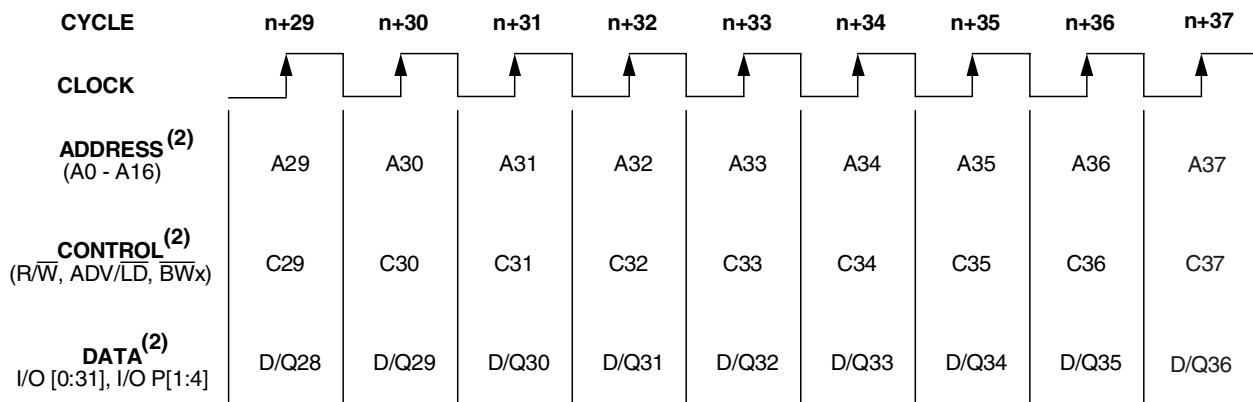 CYCLE n+29 n+30 n+31 n+32 n+33 n+34 n+35 n+36 n+37
CLOCK
ADDRESS(2)
(A0 - A16) A29 A30 A31 A32 A33 A34 A35 A36 A37
CONTROL(2)
(R/W̅, ADV/L̅D̅, B̅W̅x) C29 C30 C31 C32 C33 C34 C35 C36 C37
DATA(2)
I/O [0:31], I/O P[1:4] D/Q28 D/Q29 D/Q30 D/Q31 D/Q32 D/Q33 D/Q34 D/Q35 D/Q36